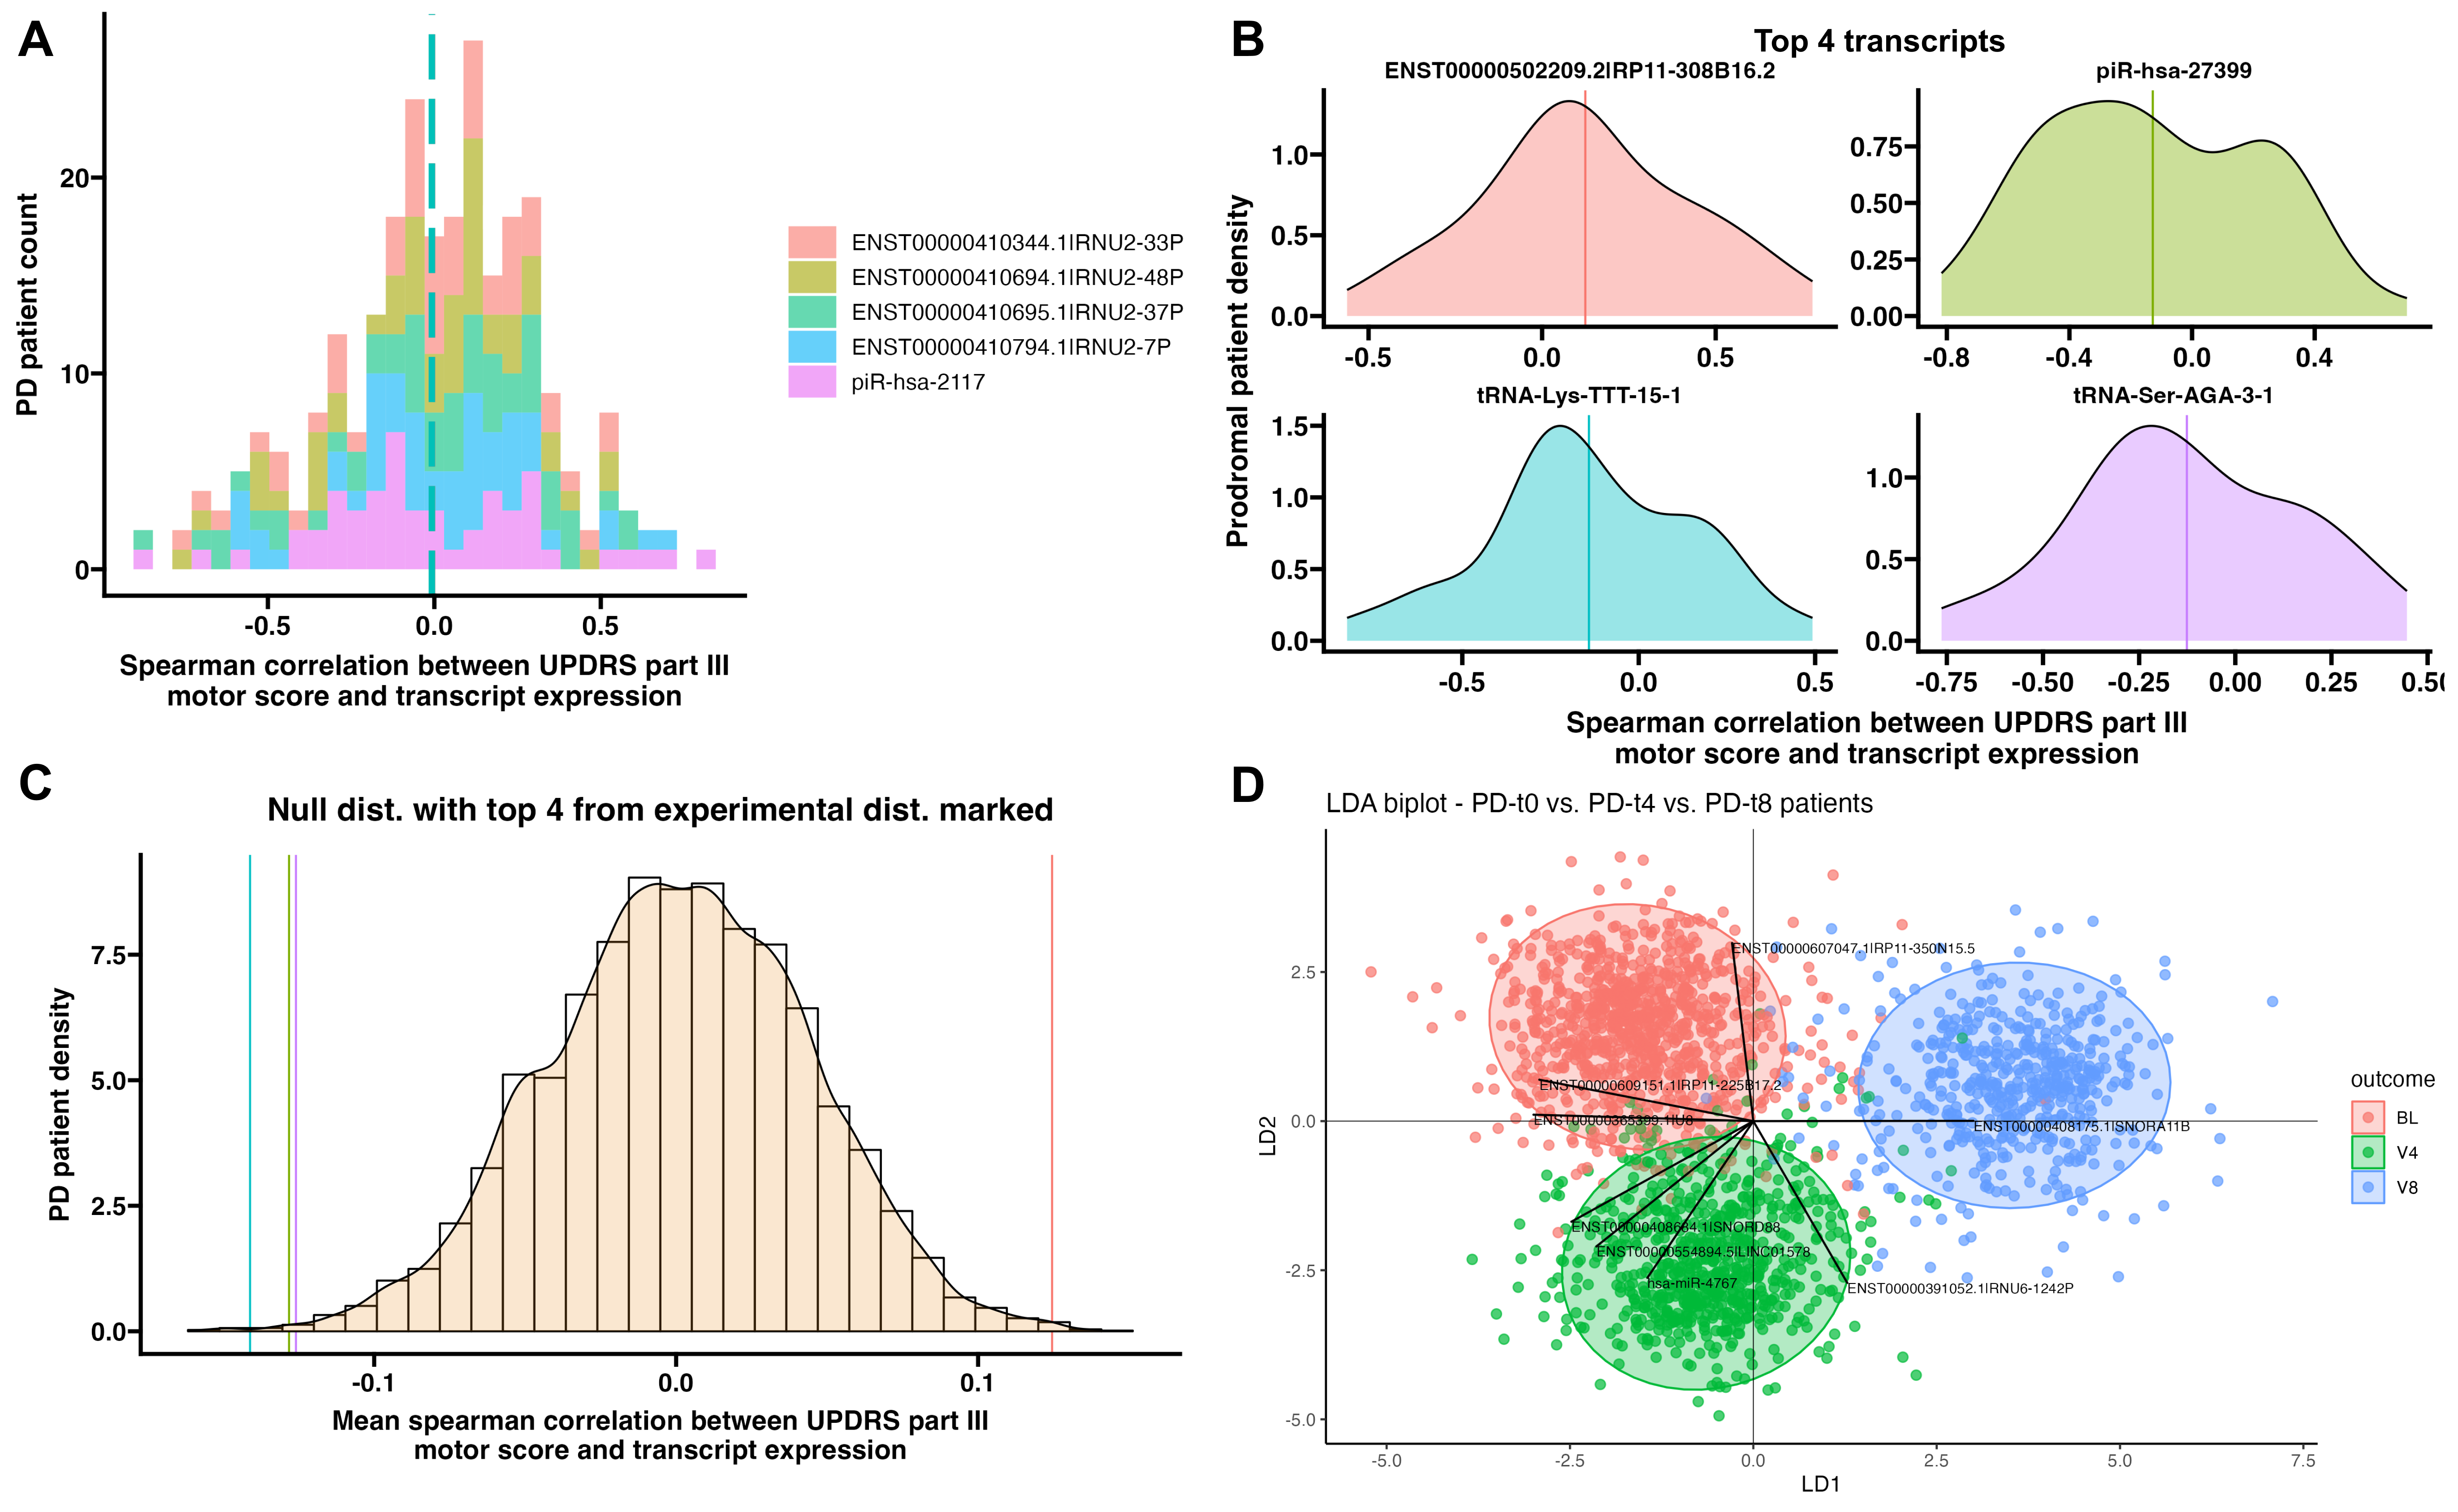 A
PD patient count
20
10
0
-0.5 0.0 0.5
Spearman correlation between UPDRS part III
motor score and transcript expression
ENST00000410344.1|RNU2-33P
ENST00000410694.1|RNU2-48P
ENST00000410695.1|RNU2-37P
ENST00000410794.1|RNU2-7P
piR-hsa-2117
B
Top 4 transcripts
Prodromal patient density
ENST00000502209.2|RP11-308B16.2
1.0
0.5
0.0
-0.5 0.0 0.5
piR-hsa-27399
0.75
0.50
0.25
0.00
-0.8 -0.4 0.0 0.4
tRNA-Lys-TTT-15-1
1.5
1.0
0.5
0.0
-0.5 0.0 0.5
tRNA-Ser-AGA-3-1
1.0
0.5
0.0
-0.75 -0.50 -0.25 0.00 0.25 0.5
Spearman correlation between UPDRS part III
motor score and transcript expression
C
Null dist. with top 4 from experimental dist. marked
PD patient density
7.5
5.0
2.5
0.0
-0.1 0.0 0.1
Mean spearman correlation between UPDRS part III
motor score and transcript expression
D
LDA biplot - PD-t0 vs. PD-t4 vs. PD-t8 patients
LD2
2.5
0.0
-2.5
-5.0
ENST00000607047.1|RP11-350N15.5
ENST00000609151.1|RP11-225B17.2
ENST00000365399.1|U8
ENST00000408175.1|SNORA11B
ENST00000408684.1|SNORD88
ENST00000554894.5|LINC01578
hsa-miR-4767
ENST00000391052.1|RNU6-1242P
-5.0 -2.5 0.0 2.5 5.0 7.5
LD1
outcome
BL
V4
V8